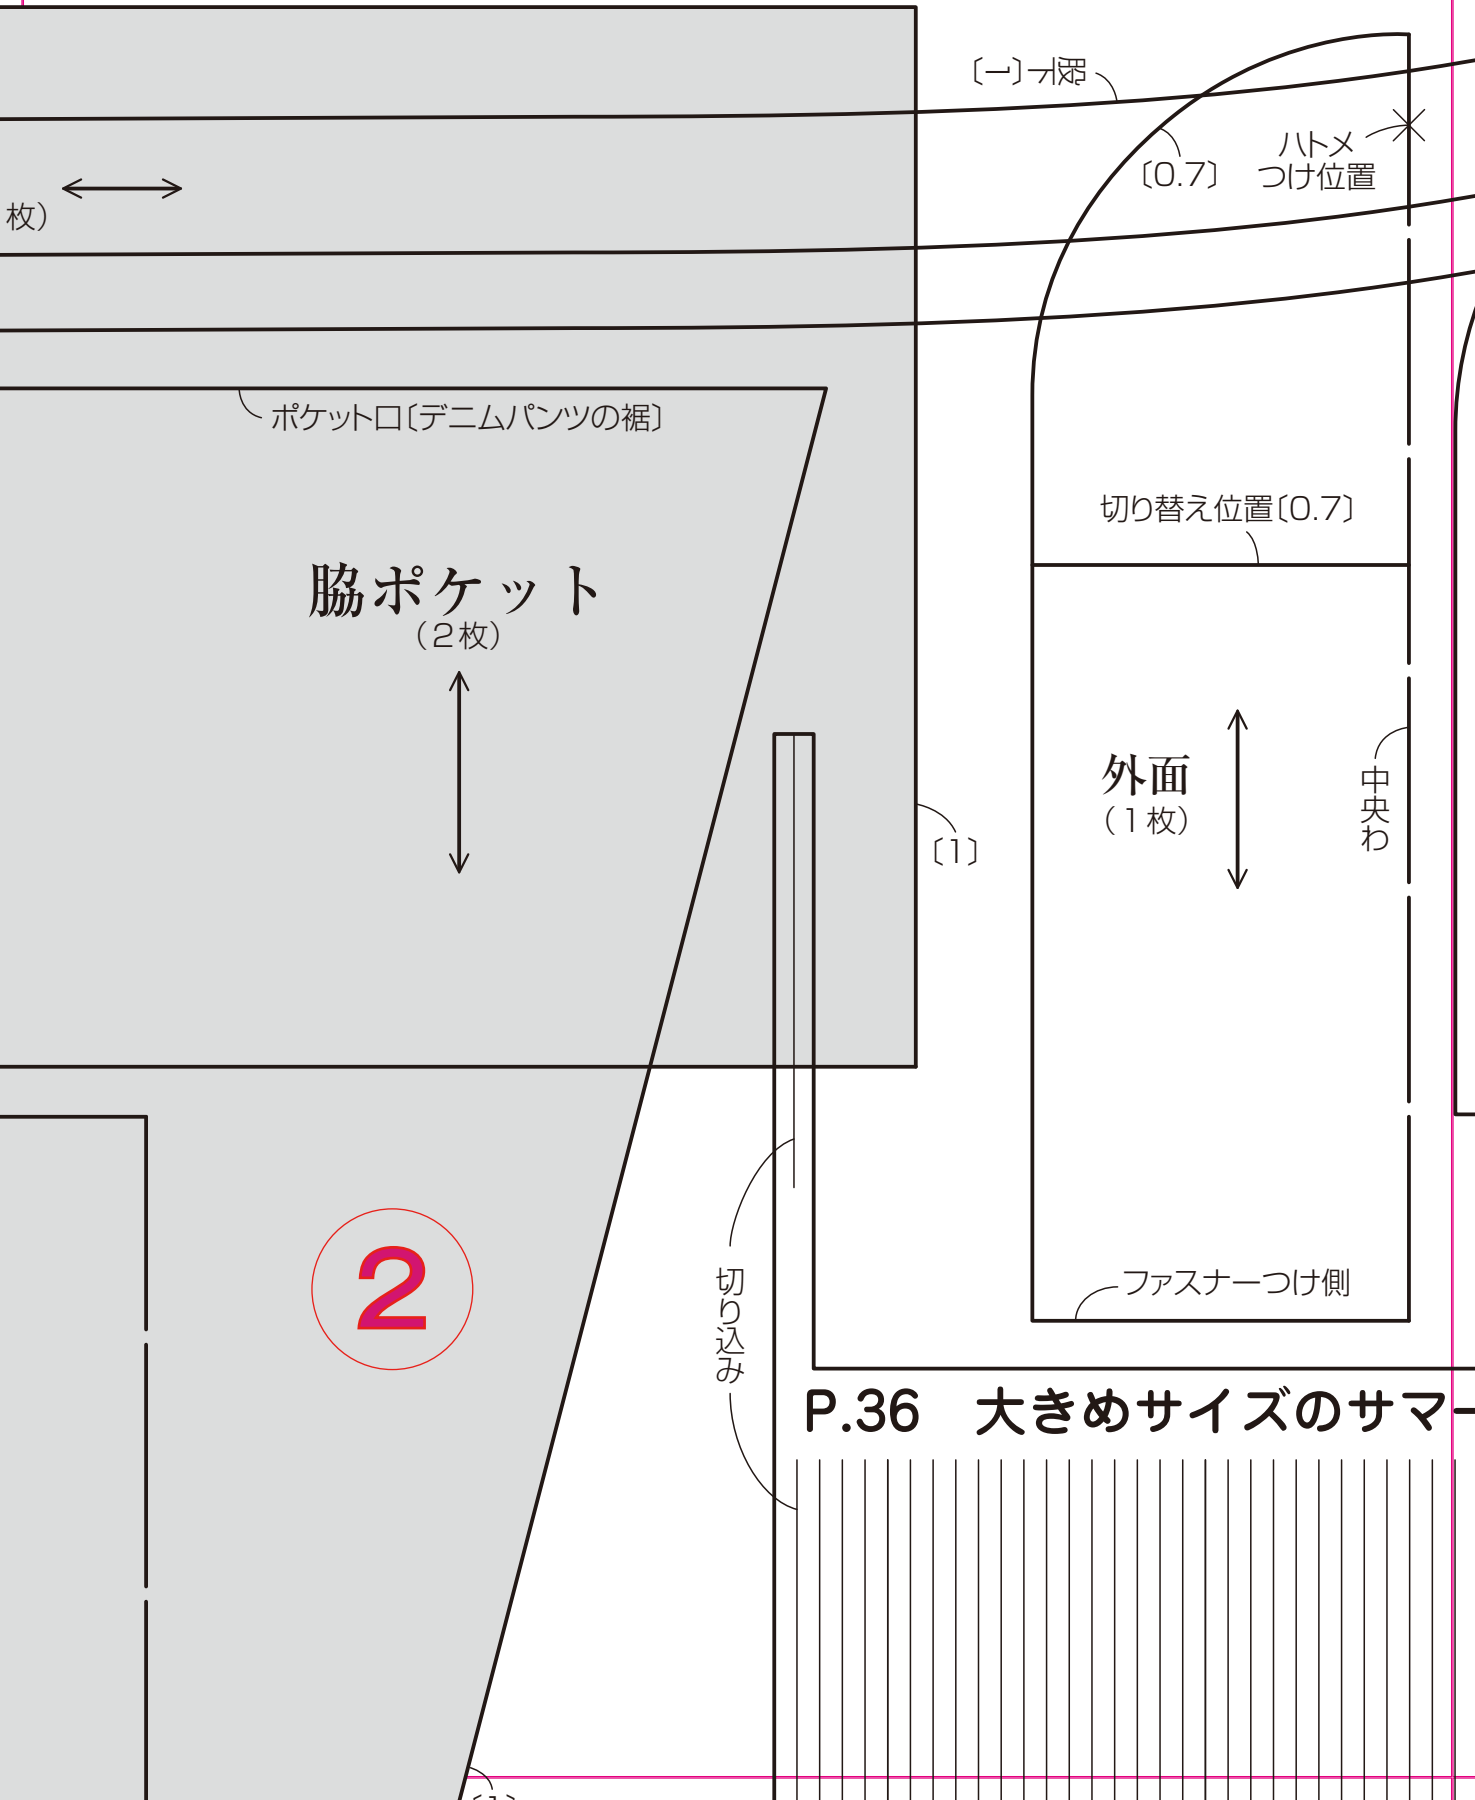 股下〔1〕
〔0.7〕
ハトメ
つけ位置
枚）
ポケット口〔デニムパンツの裾〕
切り替え位置〔0.7〕
脇ポケット
（2枚）
外面
（1枚）
中央わ
〔1〕
2
切り込み
ファスナーつけ側
P.36　大きめサイズのサマー